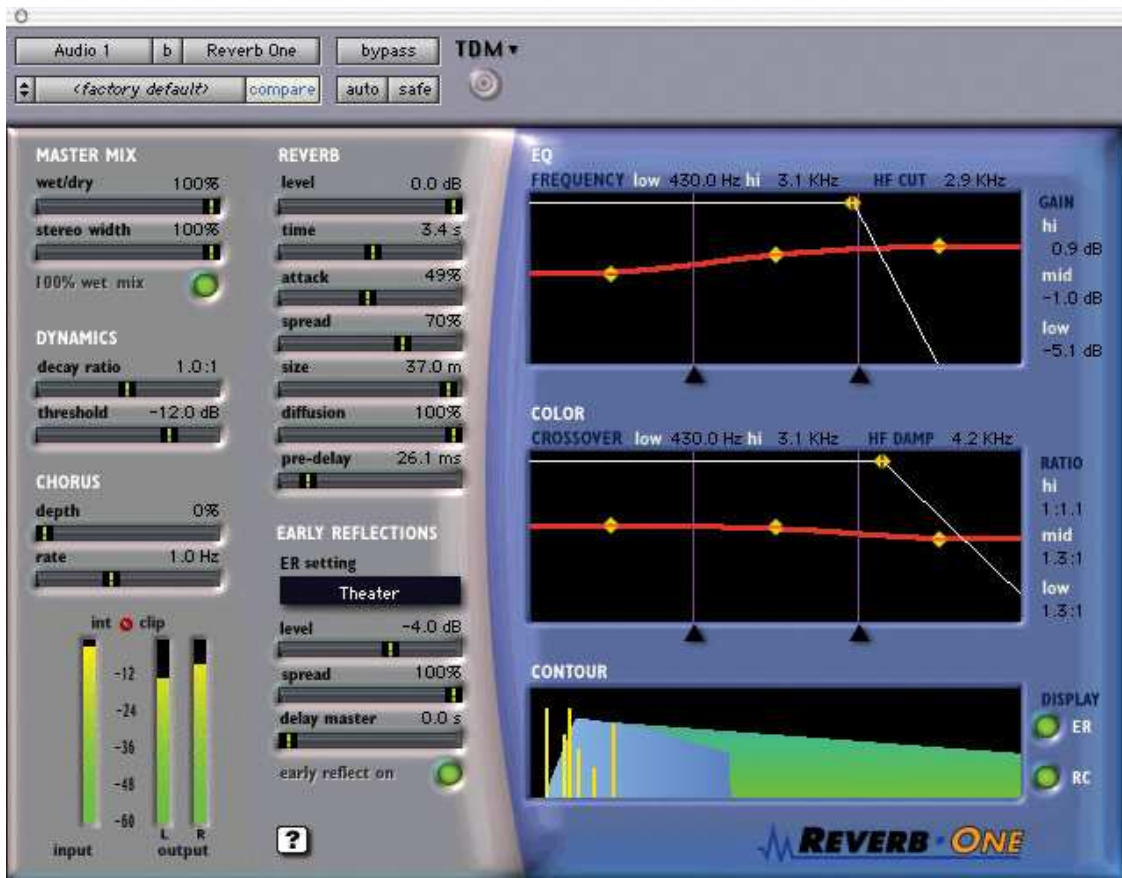 Audio 1 b Reverb One bypass TDM
<factory default> compare auto safe
MASTER MIX
wet/dry 100%
stereo width 100%
100% wet mix
DYNAMICS
decay ratio 1.0:1
threshold -12.0 dB
CHORUS
depth 0%
rate 1.0 Hz
int clip
-12
-24
-36
-48
-60
L R
input output
REVERB
level 0.0 dB
time 3.4 s
attack 49%
spread 70%
size 37.0 m
diffusion 100%
pre-delay 26.1 ms
EARLY REFLECTIONS
ER setting
Theater
level -4.0 dB
spread 100%
delay master 0.0 s
early reflect on
?
EQ
FREQUENCY low 430.0 Hz hi 3.1 KHz HF CUT 2.9 KHz
GAIN
hi
0.9 dB
mid
-1.0 dB
low
-5.1 dB
COLOR
CROSSOVER low 430.0 Hz hi 3.1 KHz HF DAMP 4.2 KHz
RATIO
hi
1:1.1
mid
1.3:1
low
1.3:1
CONTOUR
DISPLAY
ER
RC
REVERB · ONE